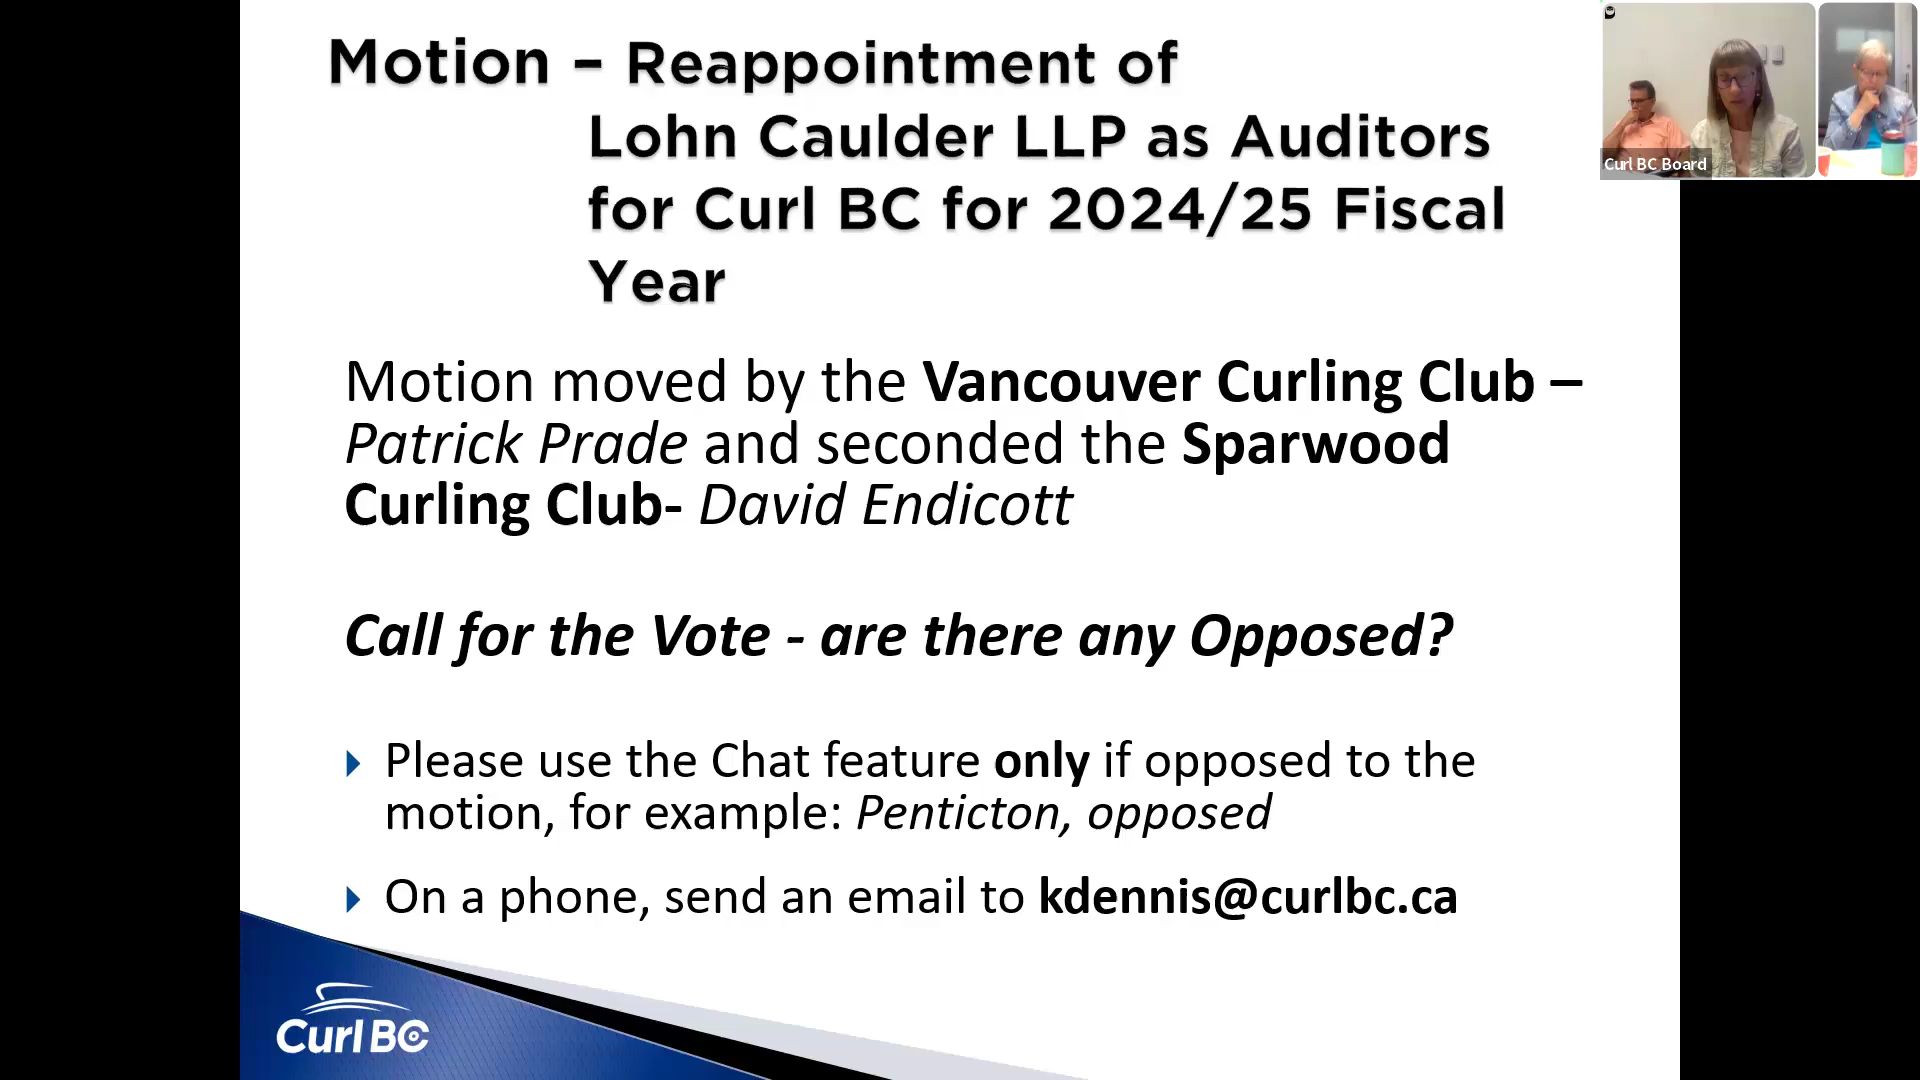 Motion – Reappointment of
Lohn Caulder LLP as Auditors
for Curl BC for 2024/25 Fiscal
Year
Curl BC Board
Motion moved by the Vancouver Curling Club –
Patrick Prade and seconded the Sparwood
Curling Club- David Endicott
Call for the Vote - are there any Opposed?
Please use the Chat feature only if opposed to the
motion, for example: Penticton, opposed
On a phone, send an email to kdennis@curlbc.ca
Curl BC